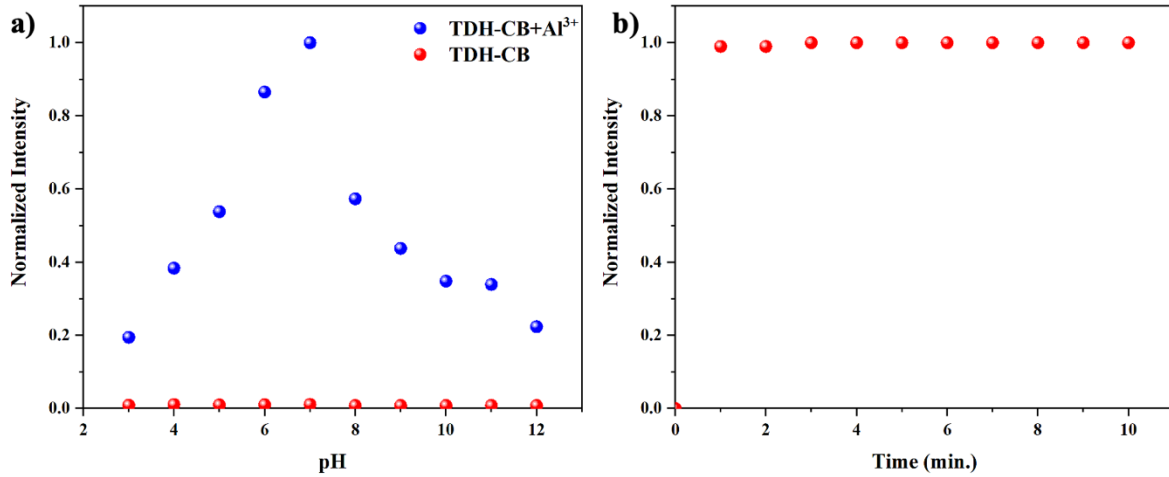 a)
TDH-CB+Al³⁺
TDH-CB
1.0
0.8
0.6
0.4
0.2
0.0
Normalized Intensity
2 4 6 8 10 12
pH
b)
1.0
0.8
0.6
0.4
0.2
0.0
Normalized Intensity
0 2 4 6 8 10
Time (min.)